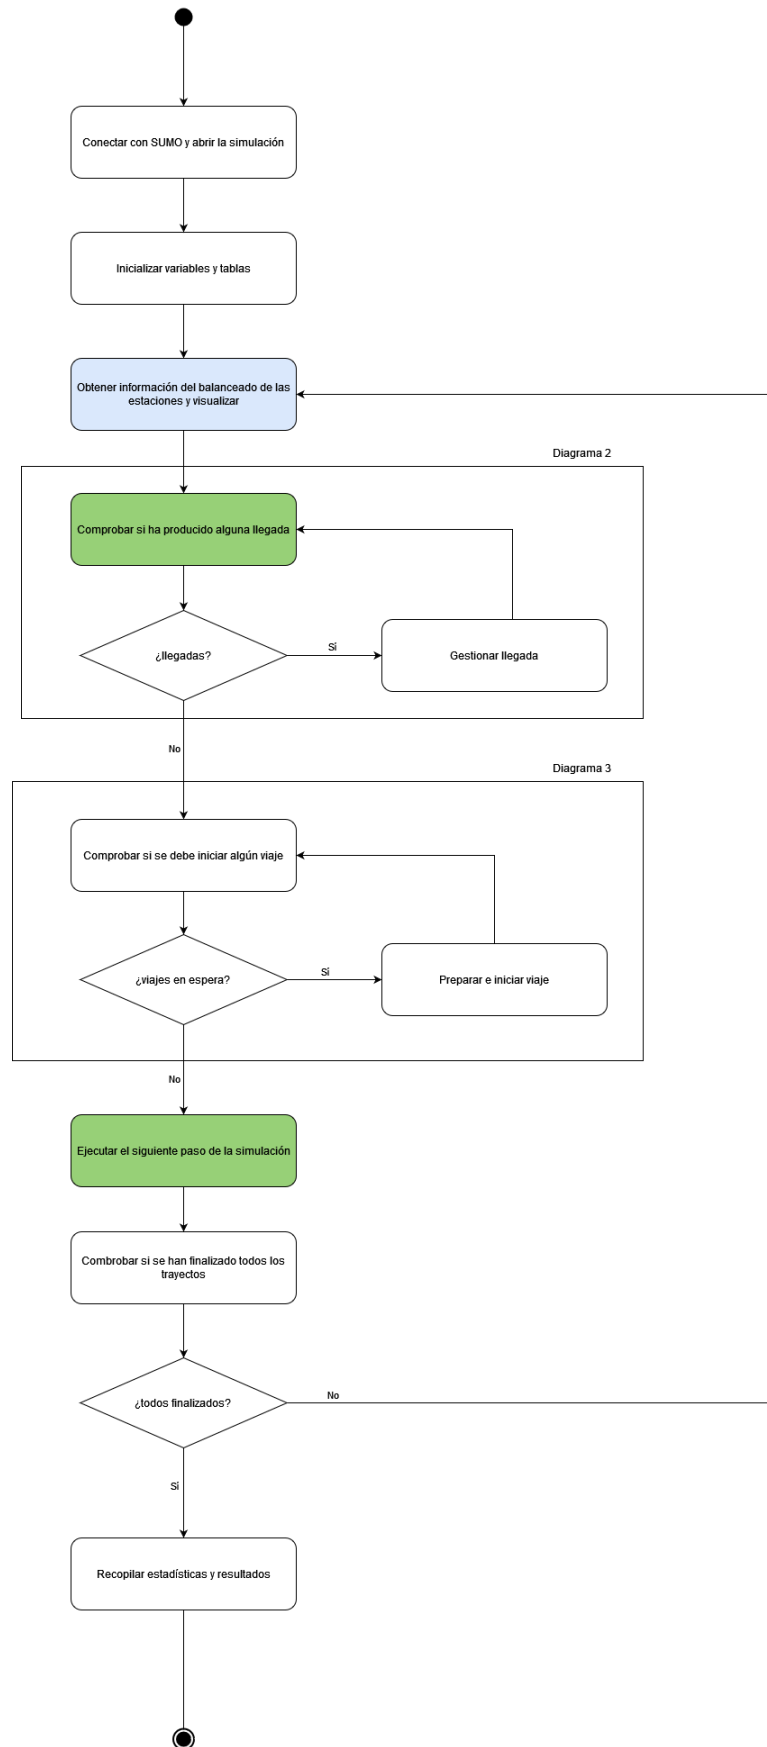 Conectar con SUMO y abrir la simulación
Inicializar variables y tablas
Obtener información del balanceado de las
estaciones y visualizar
Diagrama 2
Comprobar si ha producido alguna llegada
¿llegadas?
Sí
Gestionar llegada
No
Diagrama 3
Comprobar si se debe iniciar algún viaje
¿viajes en espera?
Sí
Preparar e iniciar viaje
No
Ejecutar el siguiente paso de la simulación
Combrobar si se han finalizado todos los
trayectos
¿todos finalizados?
No
Sí
Recopilar estadísticas y resultados